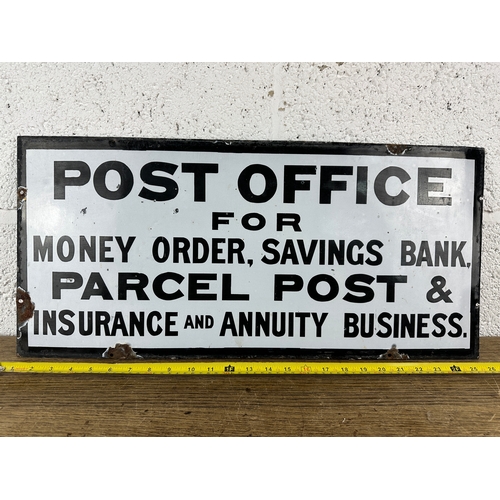 POST OFFICE
FOR
MONEY ORDER, SAVINGS BANK,
PARCEL POST &
INSURANCE AND ANNUITY BUSINESS.